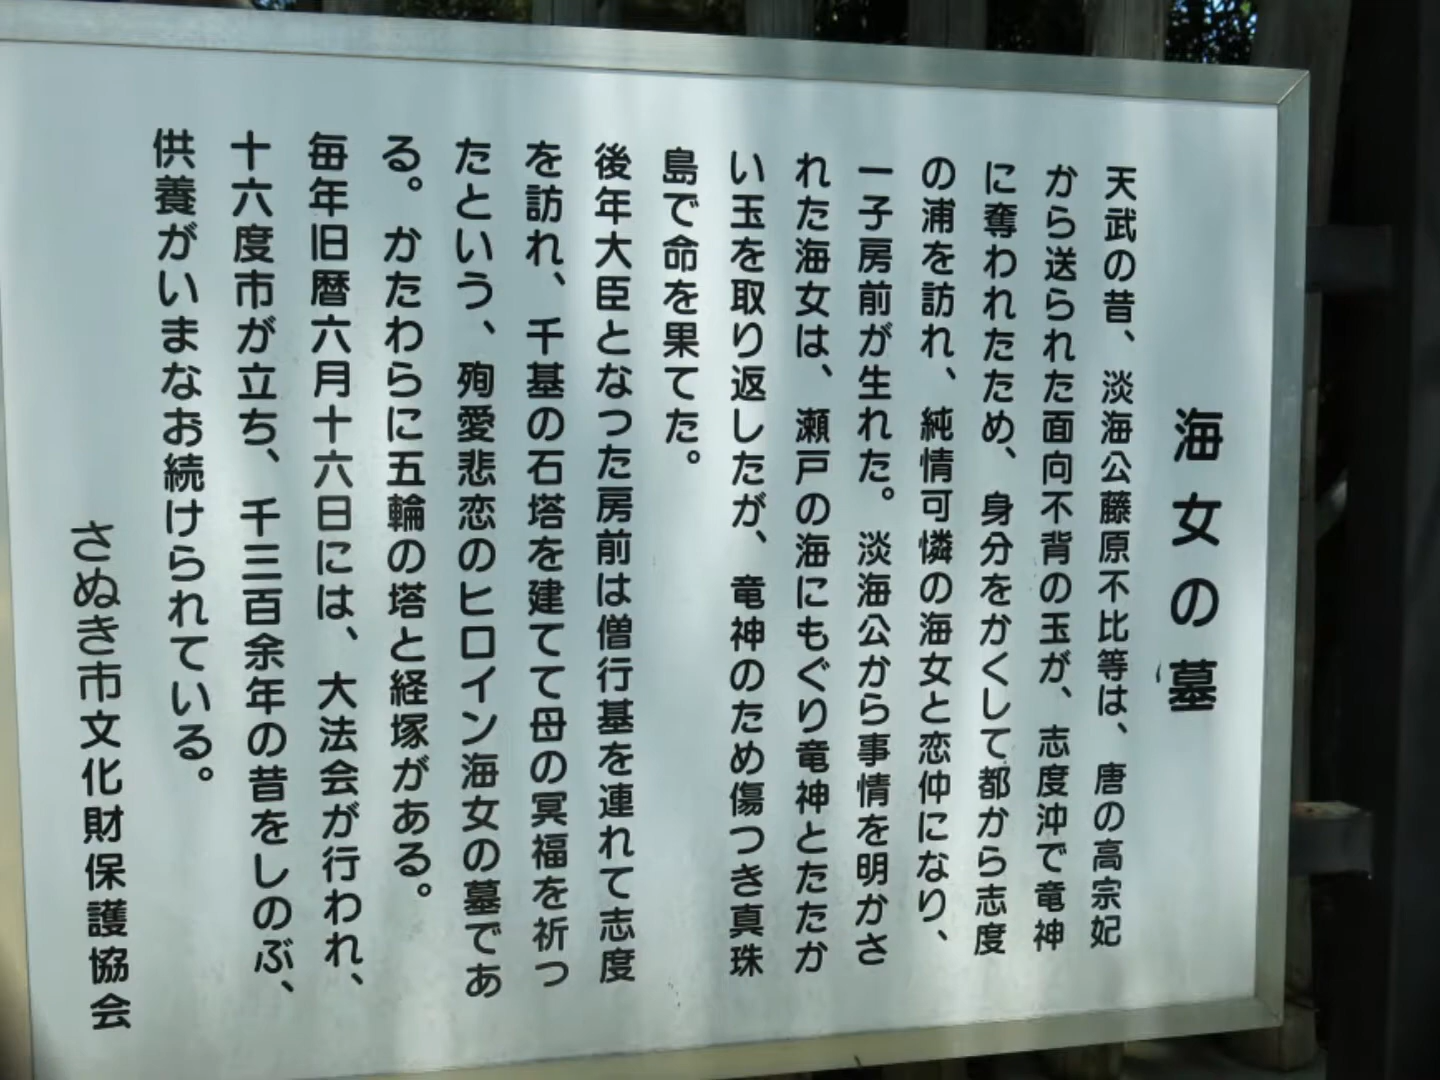 海女の墓
天武の昔、淡海公藤原不比等は、唐の高宗妃
から送られた面向不背の玉が、志度沖で竜神
に奪われたため、身分をかくして都から志度
の浦を訪れ、純情可憐の海女と恋仲になり、
一子房前が生れた。淡海公から事情を明かさ
れた海女は、瀬戸の海にもぐり竜神とたたか
い玉を取り返したが、竜神のため傷つき真珠
島で命を果てた。
後年大臣となつた房前は僧行基を連れて志度
を訪れ、千基の石塔を建てて母の冥福を祈つ
たという、殉愛悲恋のヒロイン海女の墓であ
る。かたわらに五輪の塔と経塚がある。
毎年旧暦六月十六日には、大法会が行われ、
十六度市が立ち、千三百余年の昔をしのぶ、
供養がいまなお続けられている。
さぬき市文化財保護協会